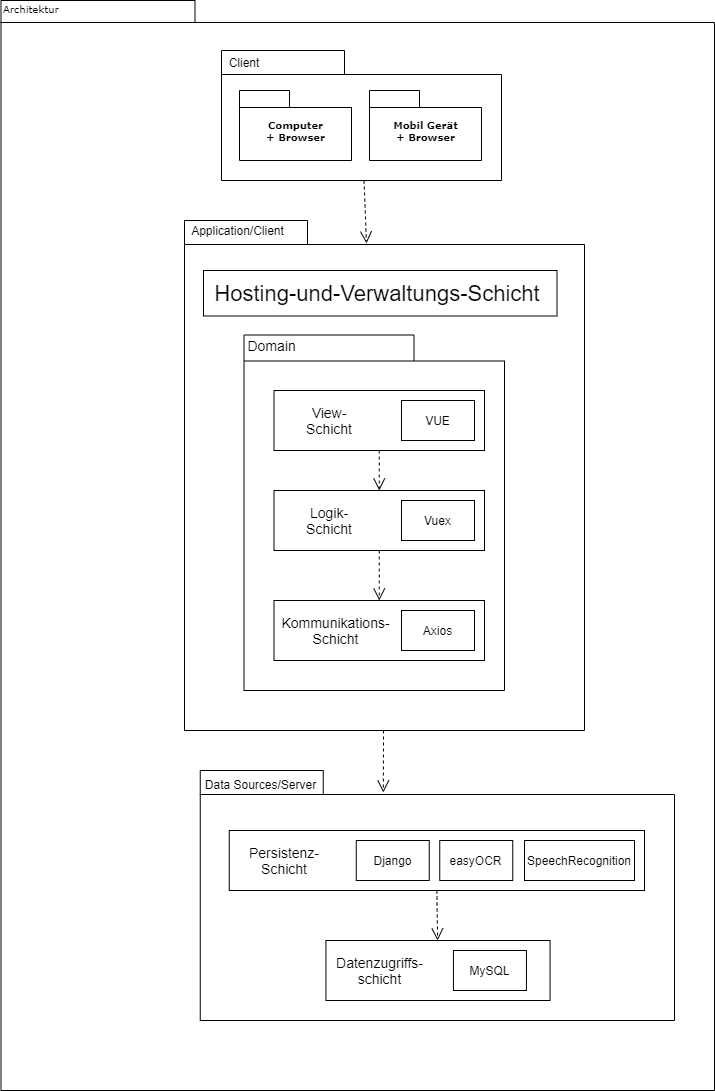 Architektur
Client
Computer
+ Browser
Mobil Gerät
+ Browser
Application/Client
Hosting-und-Verwaltungs-Schicht
Domain
View-
Schicht
VUE
Logik-
Schicht
Vuex
Kommunikations-
Schicht
Axios
Data Sources/Server
Persistenz-
Schicht
Django
easyOCR
SpeechRecognition
Datenzugriffs-
schicht
MySQL